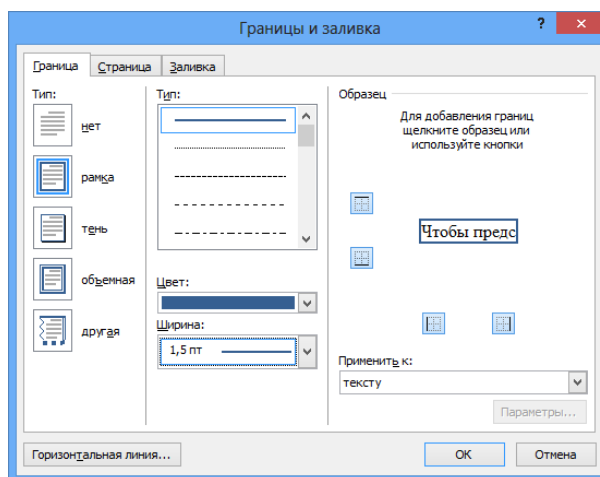 Границы и заливка
?
×
Граница
Страница
Заливка
Тип:
нет
рамка
тень
объемная
другая
Тип:
Цвет:
Ширина:
1,5 пт
Образец
Для добавления границ
щелкните образец или
используйте кнопки
Чтобы предс
Применить к:
тексту
Параметры...
Горизонтальная линия...
ОК
Отмена